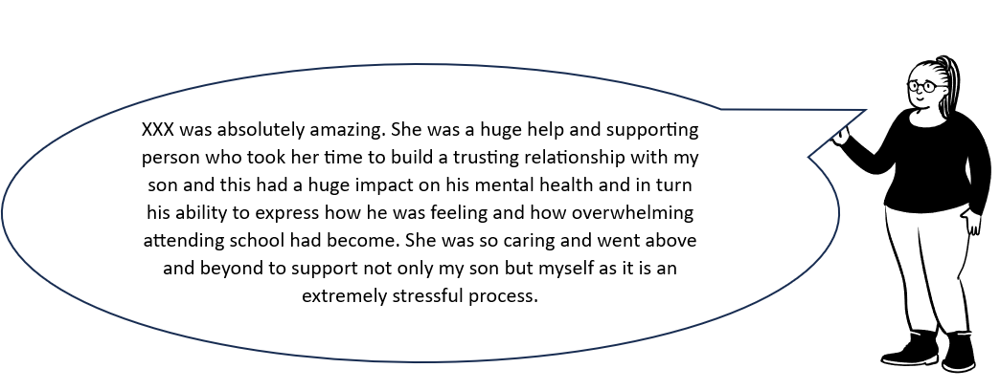 XXX was absolutely amazing. She was a huge help and supporting
person who took her time to build a trusting relationship with my
son and this had a huge impact on his mental health and in turn
his ability to express how he was feeling and how overwhelming
attending school had become. She was so caring and went above
and beyond to support not only my son but myself as it is an
extremely stressful process.